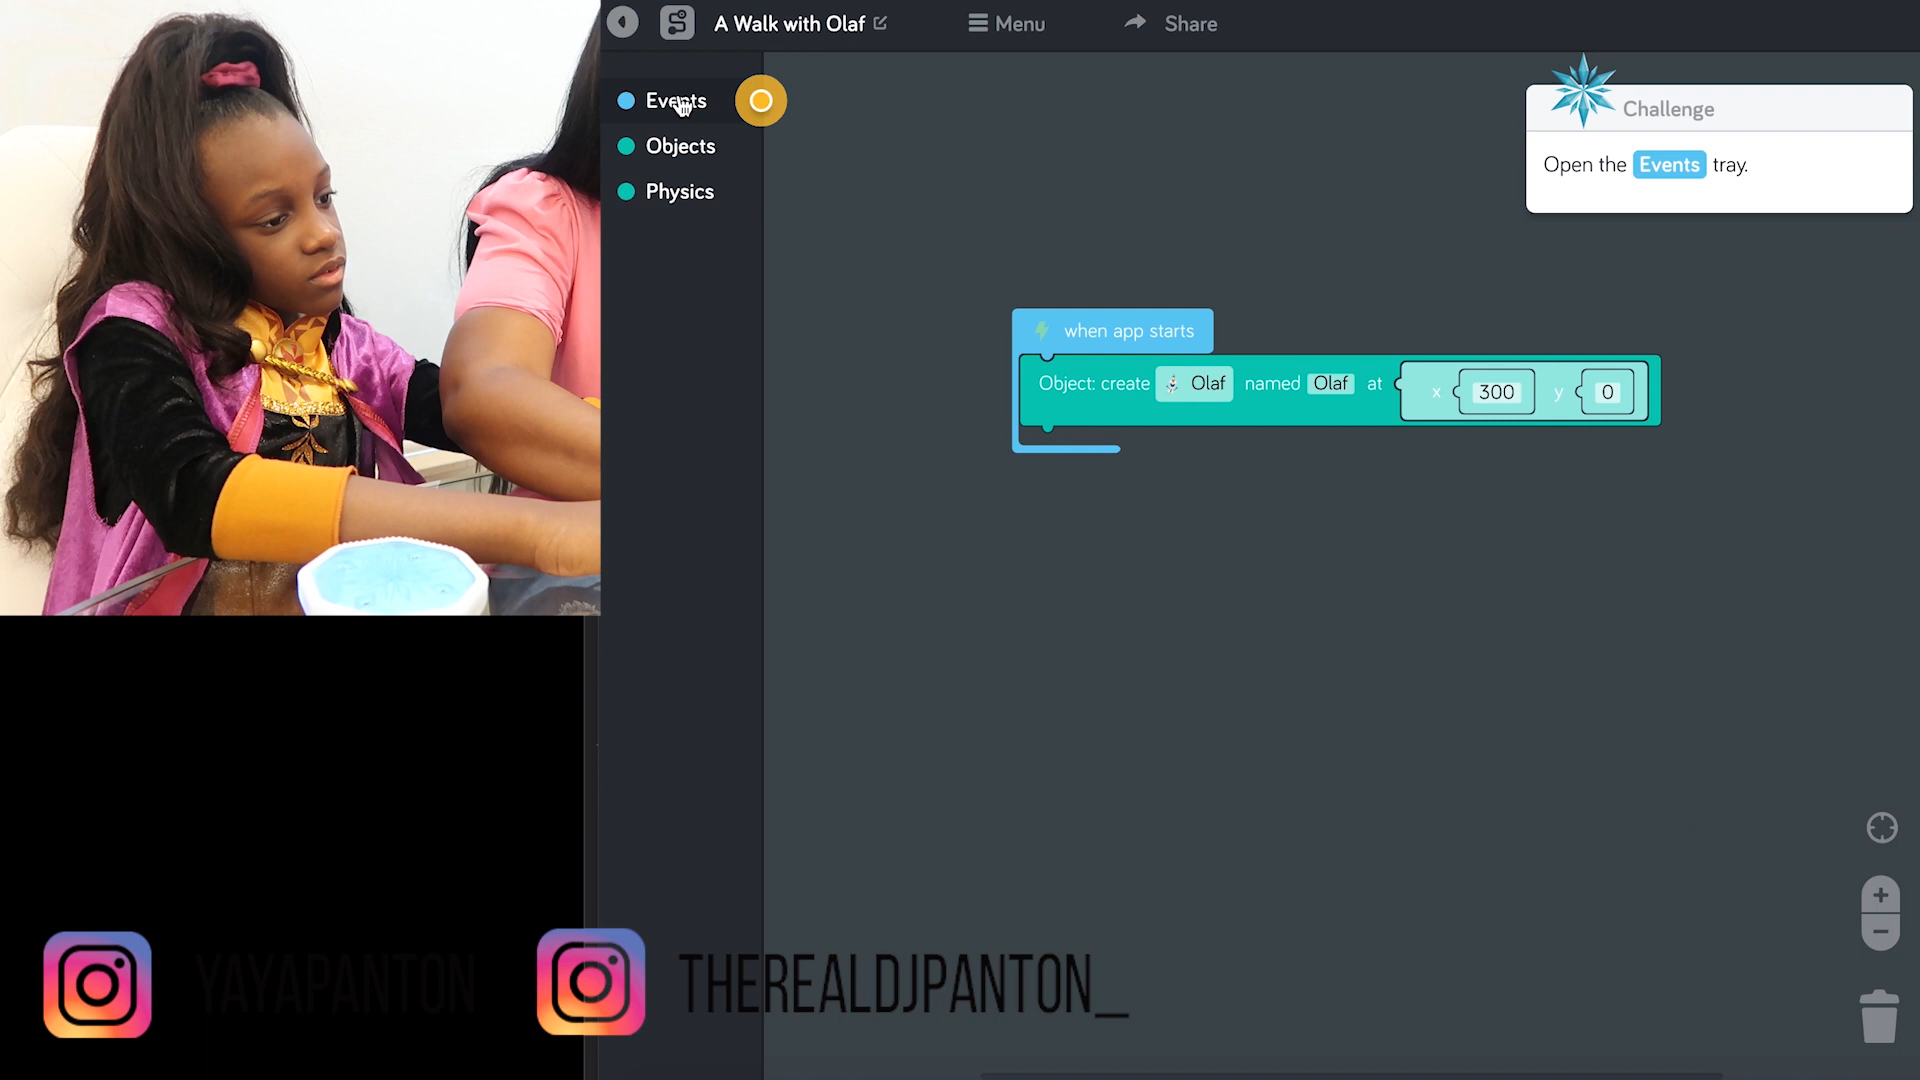 A Walk with Olaf
Menu
Share
Events
Objects
Physics
Challenge
Open the Events tray.
when app starts
Object: create Olaf named Olaf at x 300 y 0
YAYAPANTON
THEREALDJPANTON_